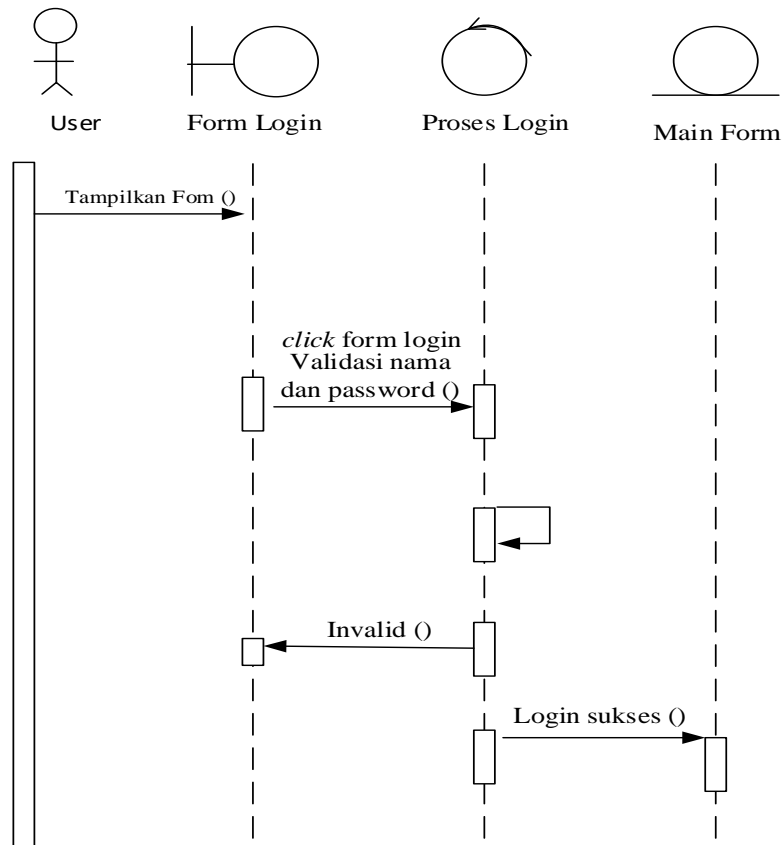 User
Form Login
Proses Login
Main Form
Tampilkan Fom ()
click form login
Validasi nama
dan password ()
Invalid ()
Login sukses ()